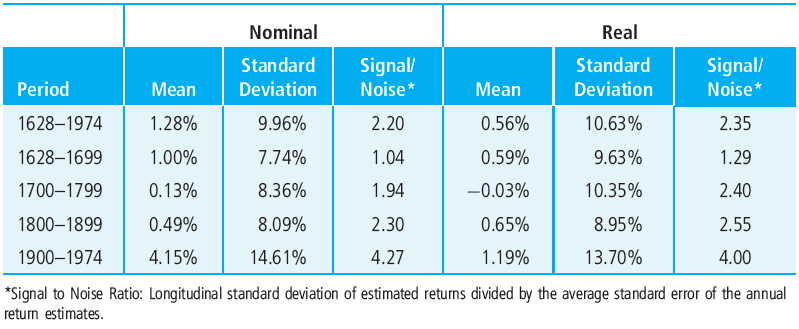 Nominal Real
Period Mean Standard Deviation Signal/ Noise* Mean Standard Deviation Signal/ Noise*
1628–1974 1.28% 9.96% 2.20 0.56% 10.63% 2.35
1628–1699 1.00% 7.74% 1.04 0.59% 9.63% 1.29
1700–1799 0.13% 8.36% 1.94 −0.03% 10.35% 2.40
1800–1899 0.49% 8.09% 2.30 0.65% 8.95% 2.55
1900–1974 4.15% 14.61% 4.27 1.19% 13.70% 4.00
*Signal to Noise Ratio: Longitudinal standard deviation of estimated returns divided by the average standard error of the annual
return estimates.